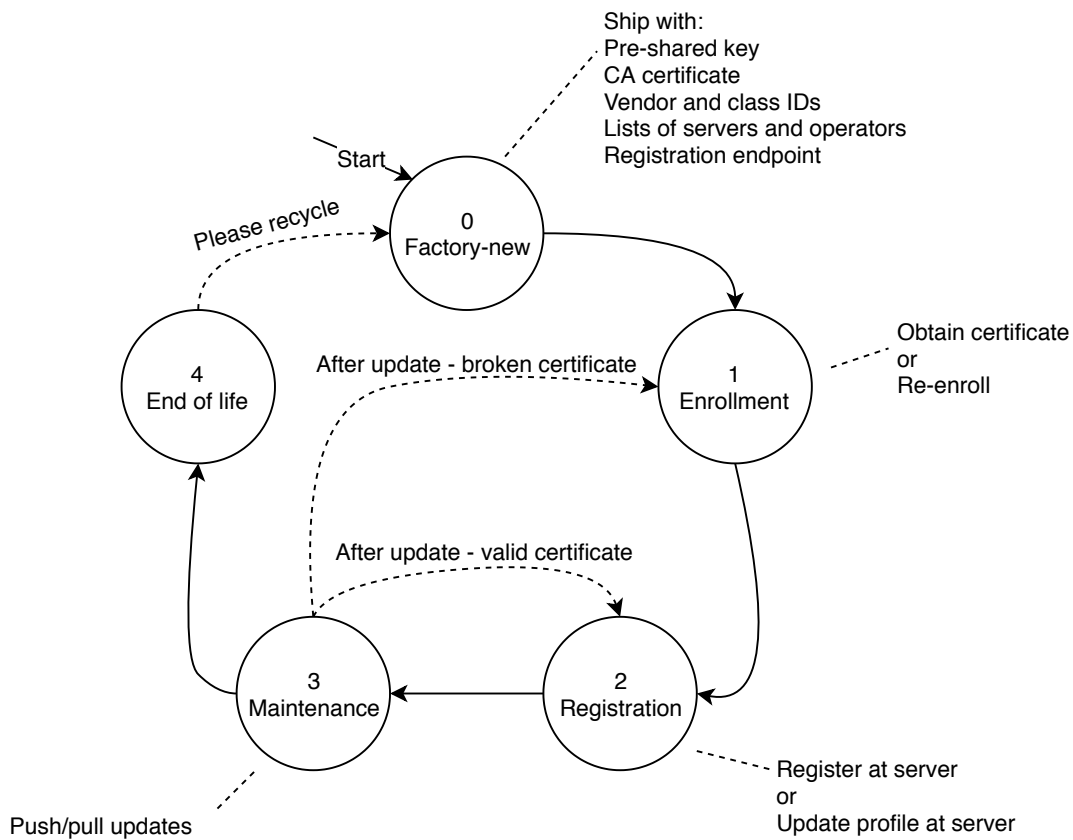 Ship with:
Pre-shared key
CA certificate
Vendor and class IDs
Lists of servers and operators
Registration endpoint
Start
Please recycle
0
Factory-new
Obtain certificate
or
Re-enroll
After update - broken certificate
4
End of life
1
Enrollment
After update - valid certificate
3
Maintenance
2
Registration
Register at server
or
Update profile at server
Push/pull updates